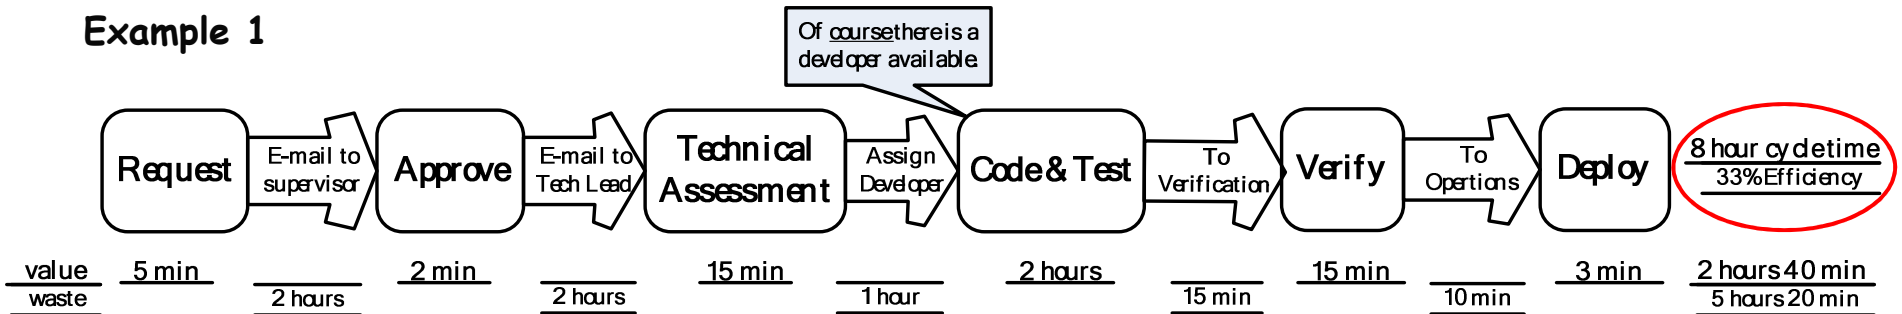 Example 1
Of course there is a
developer available.
Request
E-mail to
supervisor
Approve
E-mail to
Tech Lead
Technical
Assessment
Assign
Developer
Code & Test
To
Verification
Verify
To
Opertions
Deploy
8 hour cycle time
33% Efficiency
value
5 min
2 min
15 min
2 hours
15 min
3 min
2 hours 40 min
waste
2 hours
2 hours
1 hour
15 min
10 min
5 hours 20 min